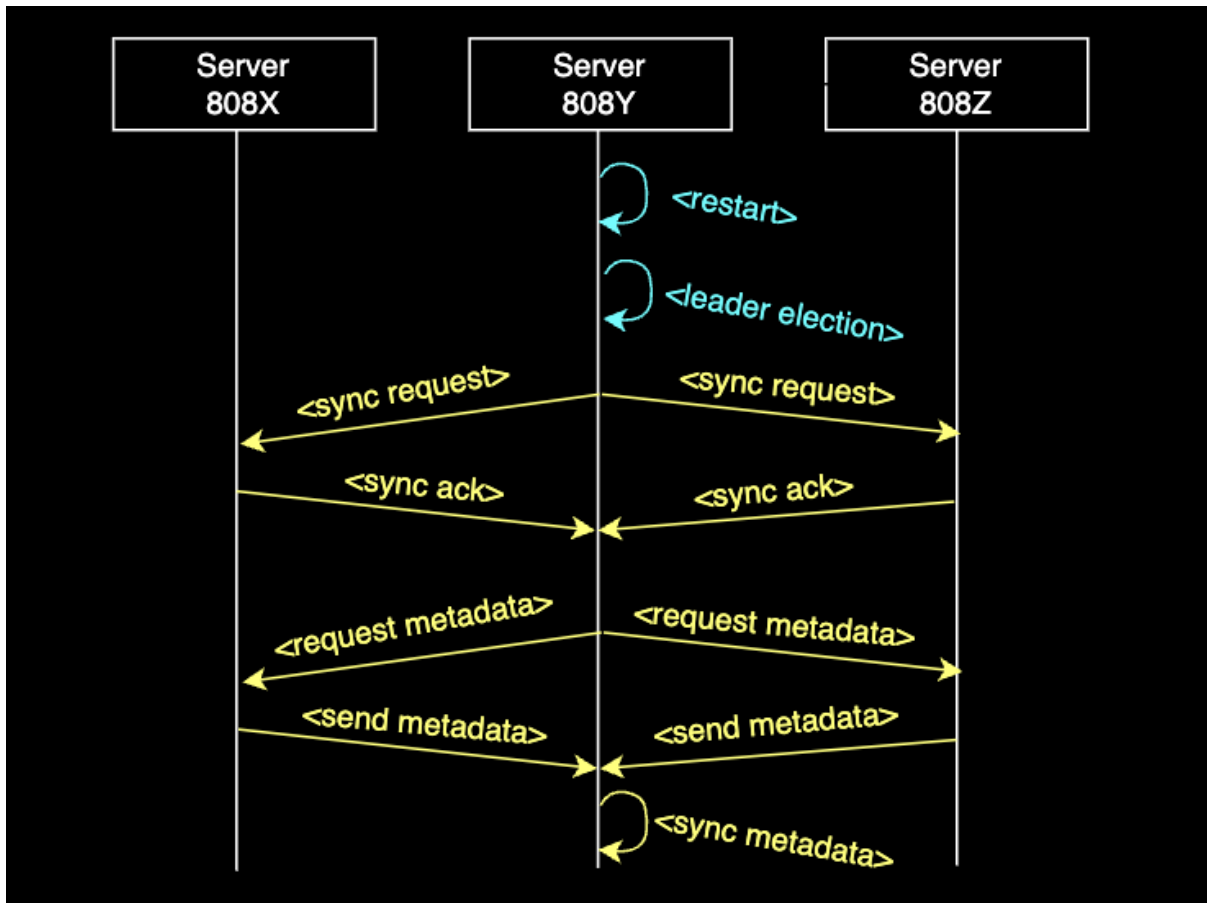 Server
808X
Server
808Y
Server
808Z
<restart>
<leader election>
<sync request>
<sync request>
<sync ack>
<sync ack>
<request metadata>
<request metadata>
<send metadata>
<send metadata>
<sync metadata>